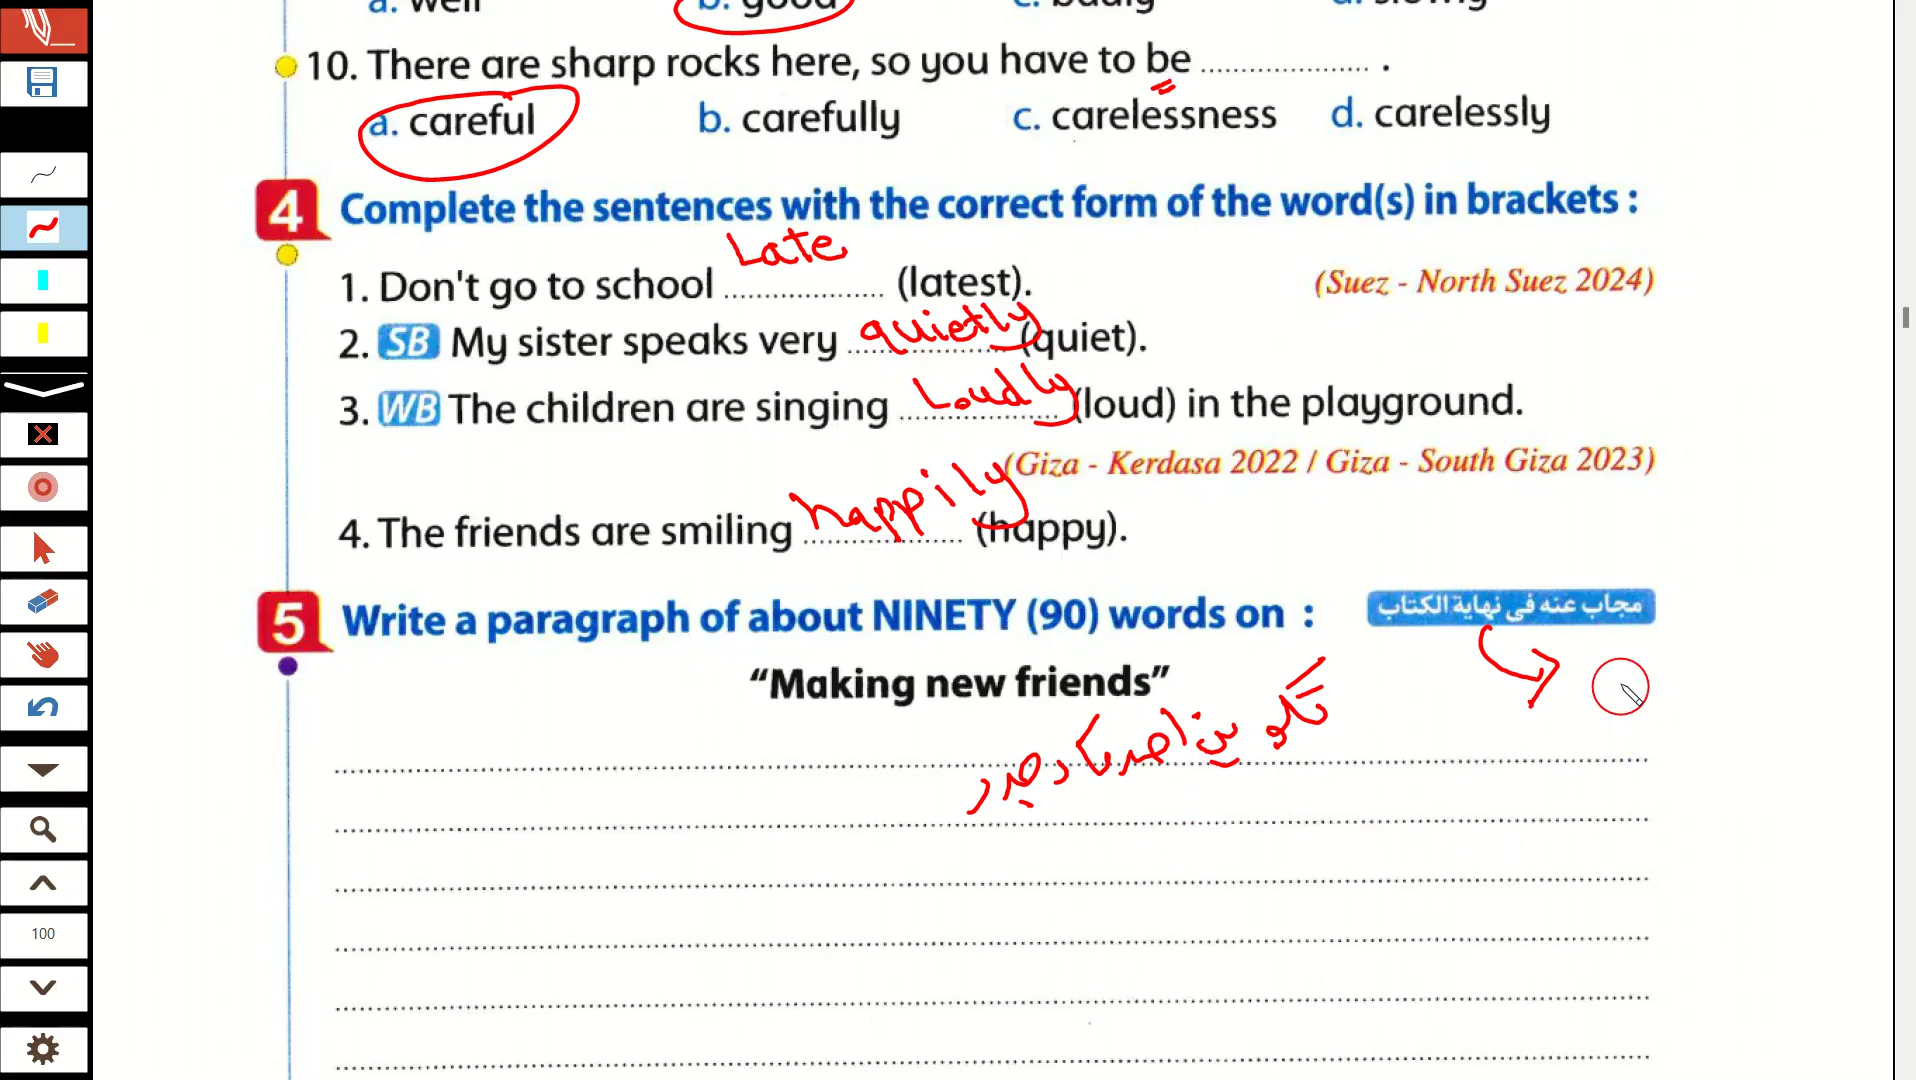 a. well b. good c. badly d. slowly
10. There are sharp rocks here, so you have to be .................... .
a. careful b. carefully c. carelessness d. carelessly
4 Complete the sentences with the correct form of the word(s) in brackets :
Late
1. Don't go to school .................... (latest). (Suez - North Suez 2024)
2. SB My sister speaks very quietly (quiet).
3. WB The children are singing Loudly (loud) in the playground.
(Giza - Kerdasa 2022 / Giza - South Giza 2023)
4. The friends are smiling happily (happy).
5 Write a paragraph of about NINETY (90) words on : مجاب عنه فى نهاية الكتاب
“Making new friends”
100